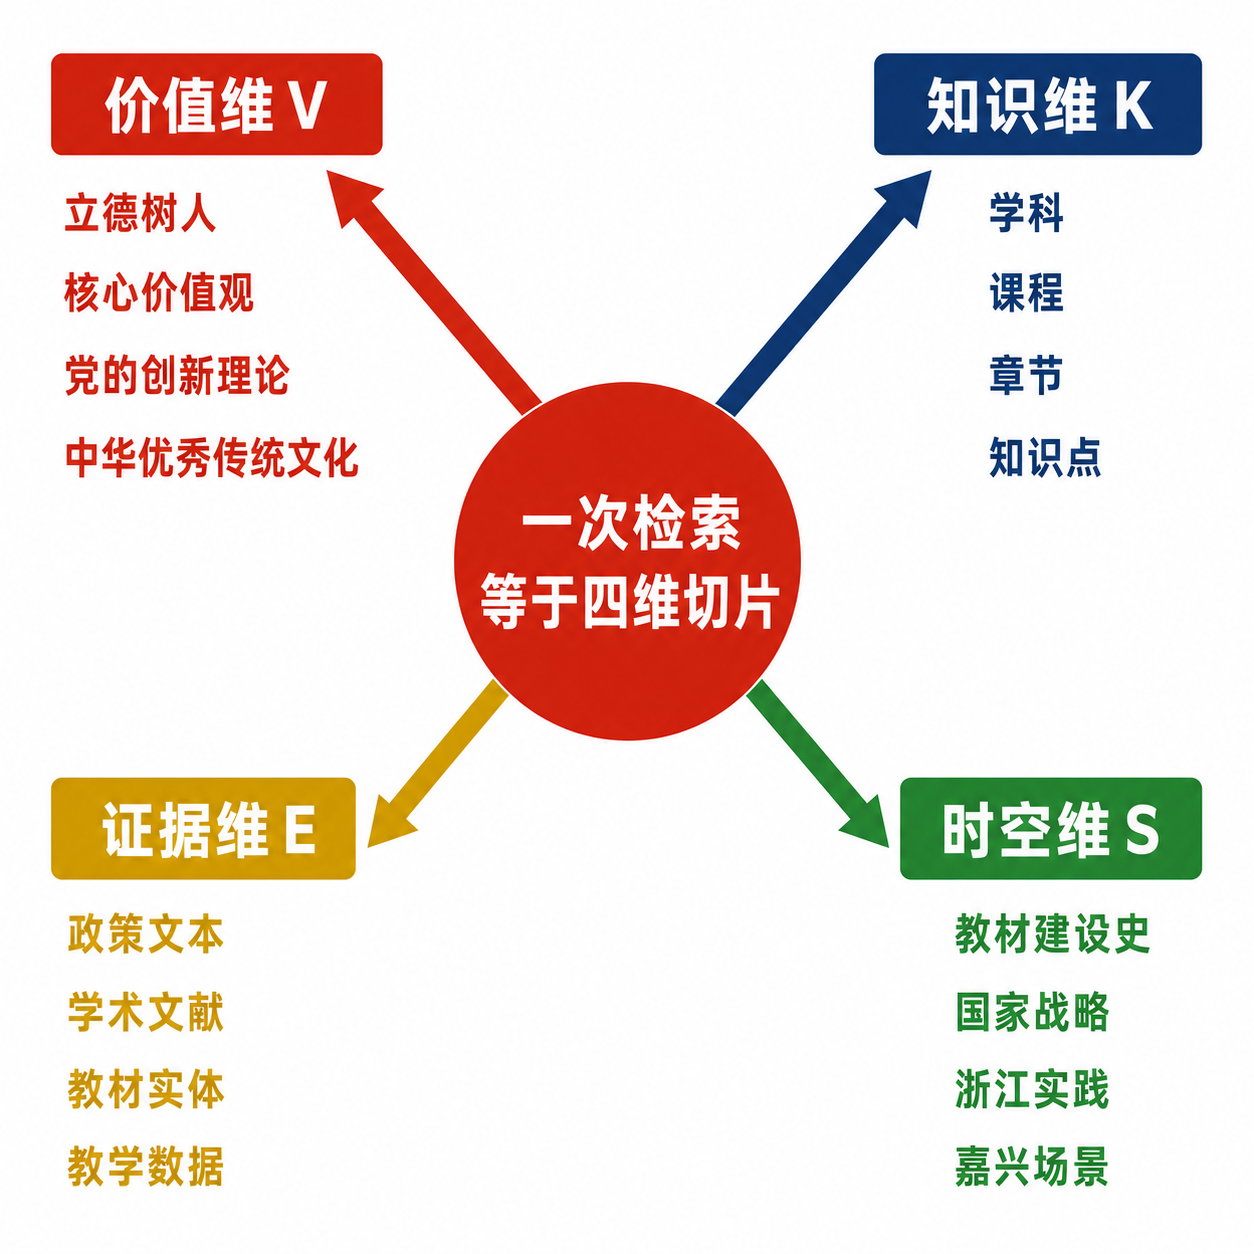 价值维 V
立德树人
核心价值观
党的创新理论
中华优秀传统文化
知识维 K
学科
课程
章节
知识点
一次检索
等于四维切片
证据维 E
政策文本
学术文献
教材实体
教学数据
时空维 S
教材建设史
国家战略
浙江实践
嘉兴场景